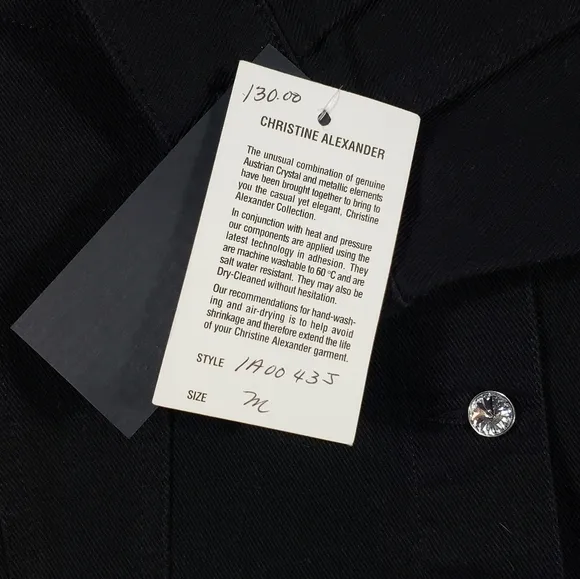 130.00
CHRISTINE ALEXANDER
The unusual combination of genuine
Austrian Crystal and metallic elements
have been brought together to bring to
you the casual yet elegant, Christine
Alexander Collection.
In conjunction with heat and pressure
our components are applied using the
latest technology in adhesion. They
are machine washable to 60 °C and are
salt water resistant. They may also be
Dry-Cleaned without hesitation.
Our recommendations for hand-wash-
ing and air-drying is to help avoid
shrinkage and therefore extend the life
of your Christine Alexander garment.
STYLE 1A00435
SIZE M